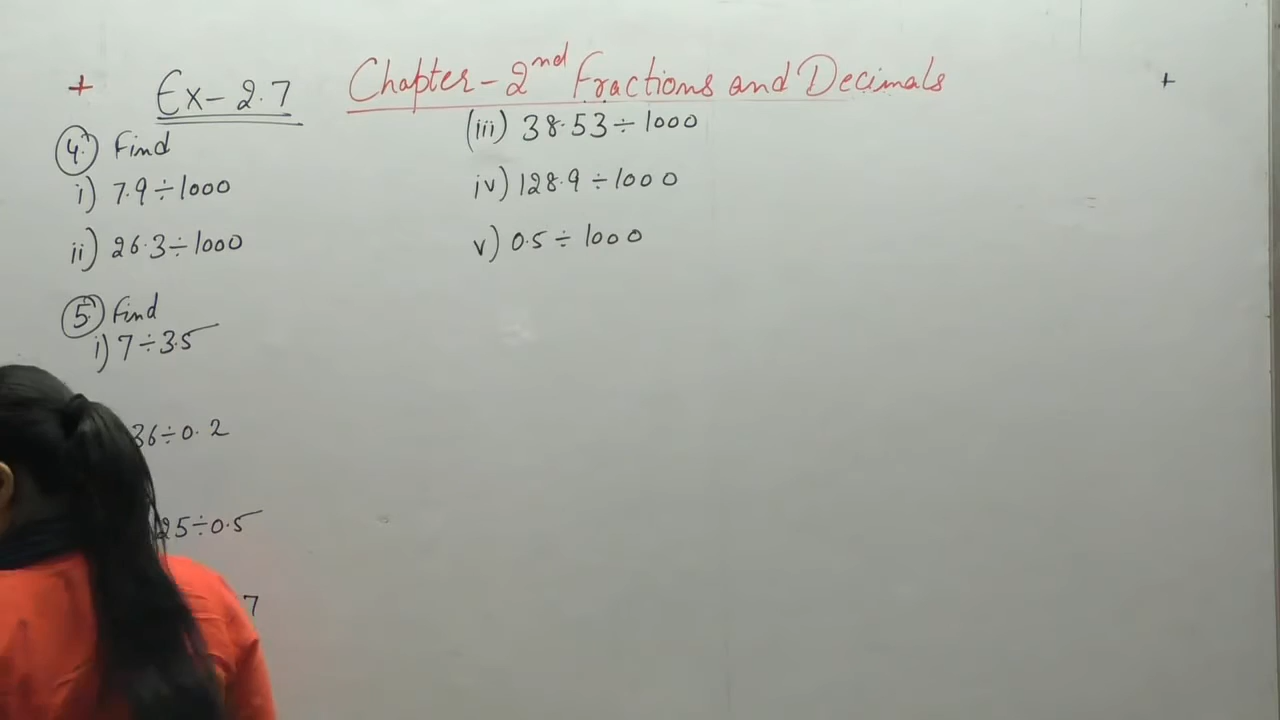 Ex-2.7 Chapter-2nd Fractions and Decimals
4. Find
i) 7.9÷1000
ii) 26.3÷1000
(iii) 38.53÷1000
iv) 128.9÷1000
v) 0.5÷1000
5. Find
i) 7÷3.5
36÷0.2
25÷0.5
7